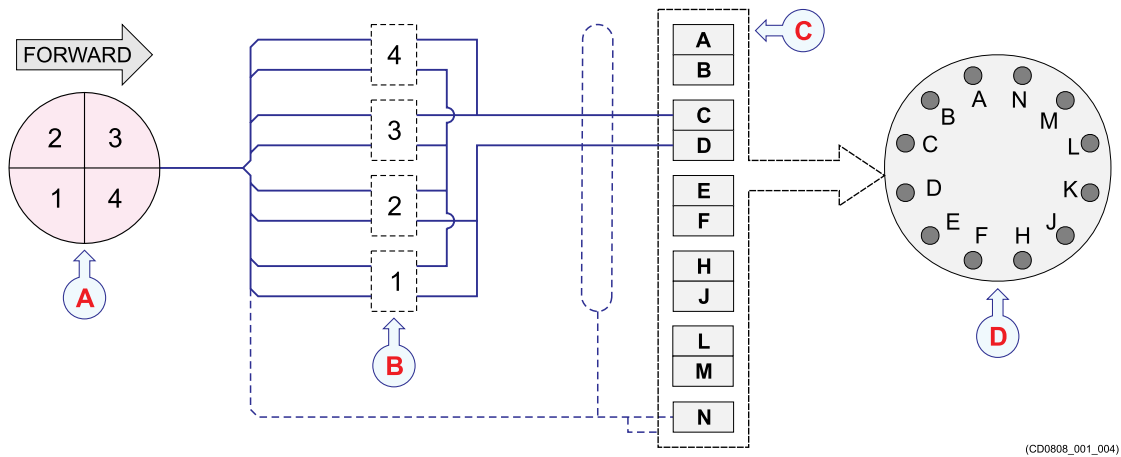 FORWARD
2 3
1 4
A
4
3
2
1
B
A
B
C
D
E
F
H
J
L
M
N
C
A N
B M
C L
D K
E J
F H
D
(CD0808_001_004)